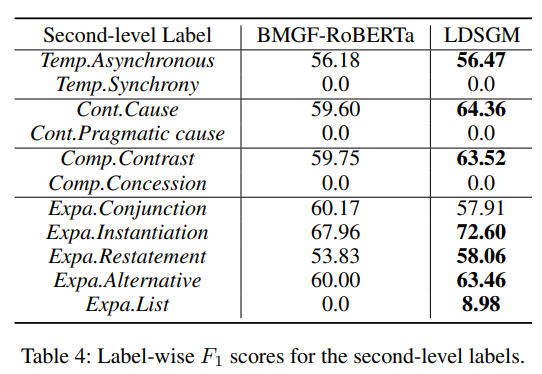 Second-level Label BMGF-RoBERTa LDSGM
Temp.Asynchronous 56.18 56.47
Temp.Synchrony 0.0 0.0
Cont.Cause 59.60 64.36
Cont.Pragmatic cause 0.0 0.0
Comp.Contrast 59.75 63.52
Comp.Concession 0.0 0.0
Expa.Conjunction 60.17 57.91
Expa.Instantiation 67.96 72.60
Expa.Restatement 53.83 58.06
Expa.Alternative 60.00 63.46
Expa.List 0.0 8.98
Table 4: Label-wise F1 scores for the second-level labels.